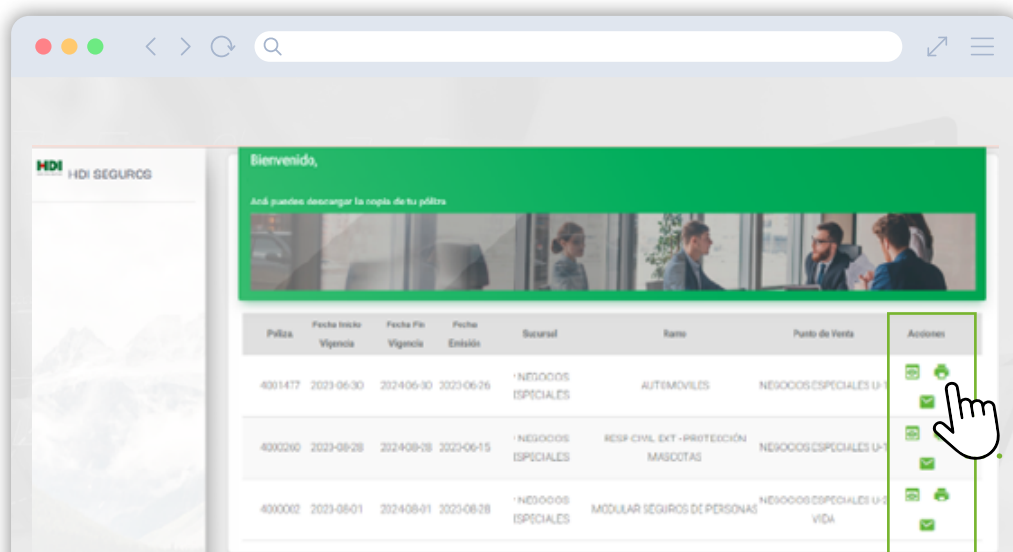 HDI HDI SEGUROS
Bienvenido,
Acá puedes descargar la copia de tu póliza
Póliza Fecha Inicio Vigencia Fecha Fin Vigencia Fecha Emisión Sucursal Ramo Punto de Venta Acciones
4001477 2023-06-30 2024-06-30 2023-06-26 NEGOCIOS ESPECIALES AUTOMOVILES NEGOCIOS ESPECIALES U-1
4000260 2023-08-28 2024-08-28 2023-06-15 NEGOCIOS ESPECIALES RESP. CIVIL EXT - PROTECCIÓN MASCOTAS NEGOCIOS ESPECIALES U-1
2023-08-01 2024-08-01 2023-08-28 NEGOCIOS ESPECIALES MODULAR SEGUROS DE PERSONAS NEGOCIOS ESPECIALES VIDA